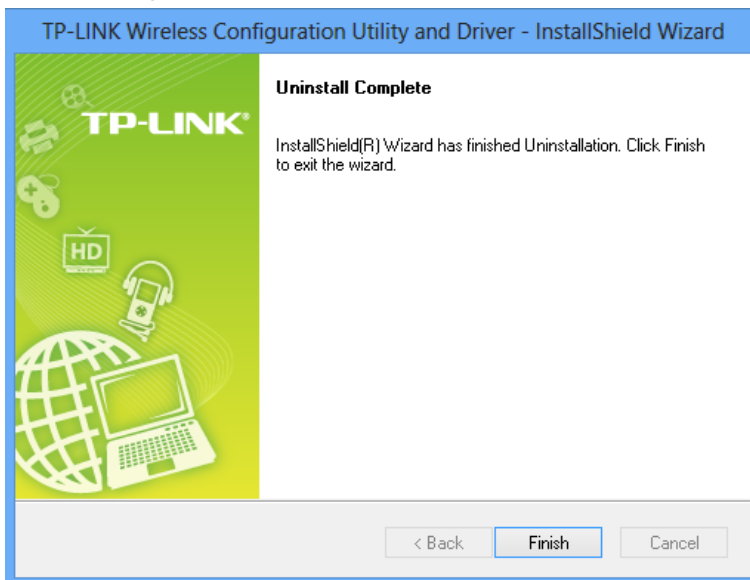 TP-LINK Wireless Configuration Utility and Driver - InstallShield Wizard
TP-LINK®
HD
Uninstall Complete
InstallShield(R) Wizard has finished Uninstallation. Click Finish
to exit the wizard.
< Back
Finish
Cancel